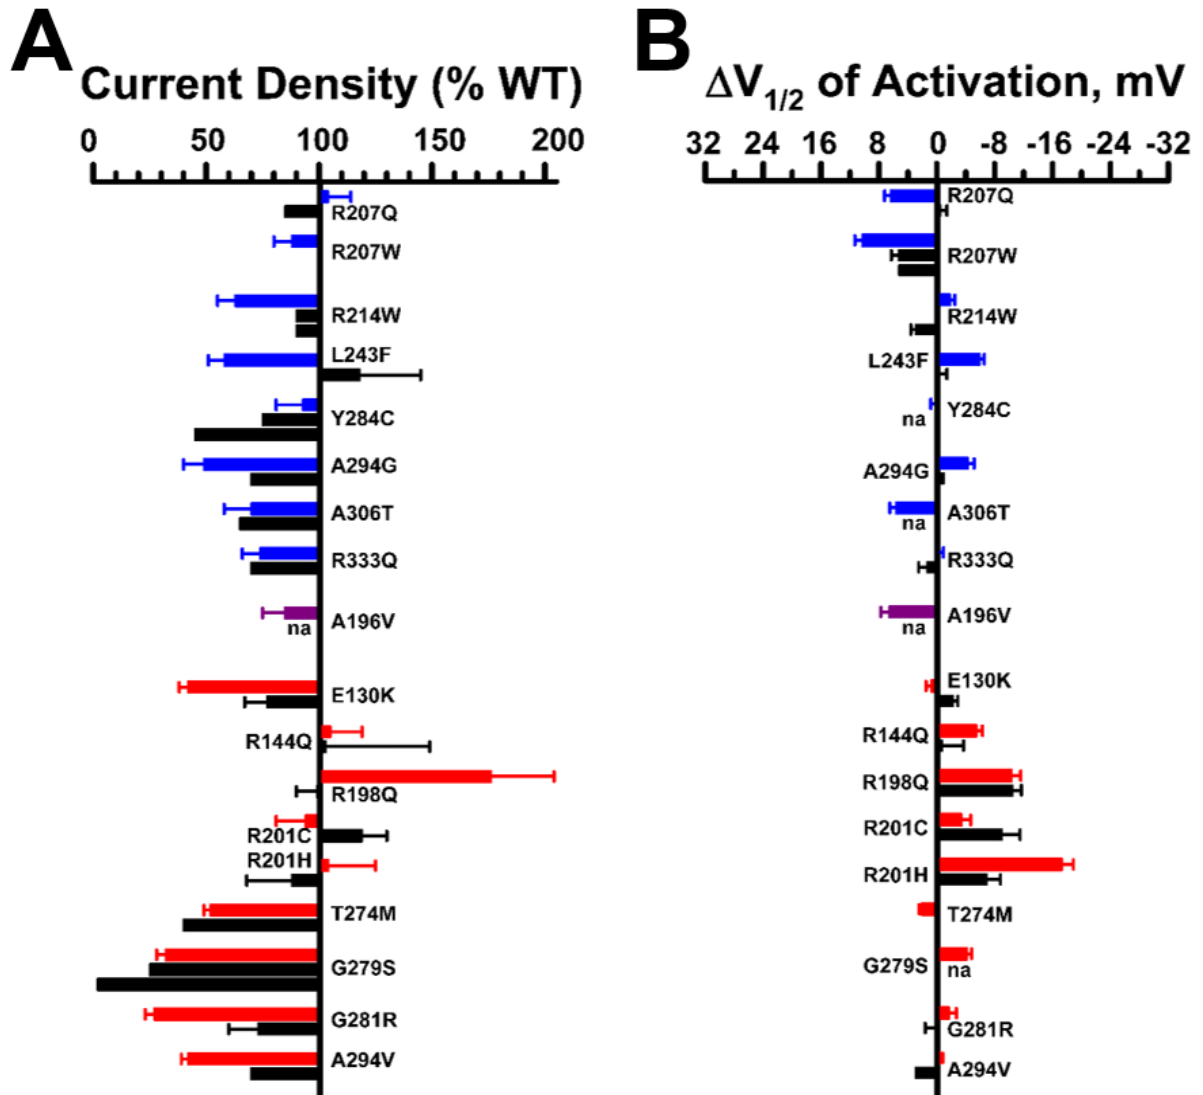 A
Current Density (% WT)
0 50 100 150 200
R207Q
R207W
R214W
L243F
Y284C
A294G
A306T
R333Q
A196V
na
E130K
R144Q
R198Q
R201C
R201H
T274M
G279S
G281R
A294V
B
ΔV1/2 of Activation, mV
32 24 16 8 0 -8 -16 -24 -32
R207Q
R207W
R214W
L243F
Y284C
na
A294G
A306T
na
R333Q
A196V
na
E130K
R144Q
R198Q
R201C
R201H
T274M
G279S
na
G281R
A294V